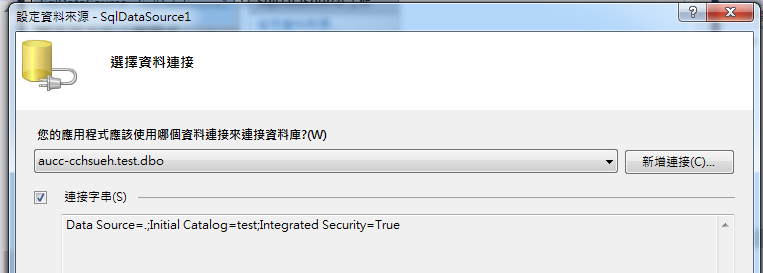 設定資料來源 - SqlDataSource1
選擇資料連接
您的應用程式應該使用哪個資料連接來連接資料庫?(W)
aucc-cchsueh.test.dbo
新增連接(C)...
連接字串(S)
Data Source=.;Initial Catalog=test;Integrated Security=True